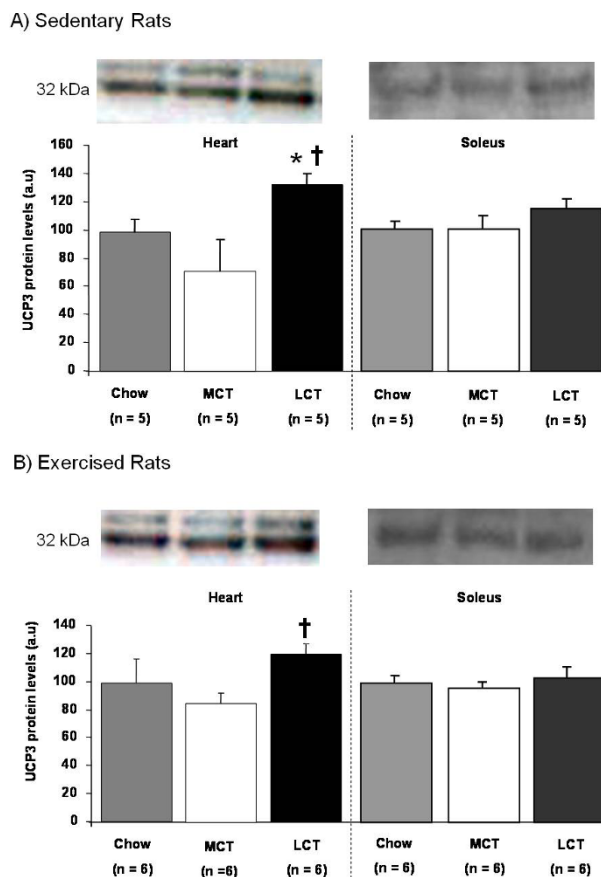 A) Sedentary Rats
32 kDa
Heart
Soleus
UCP3 protein levels (a.u)
160
140
120
100
80
60
40
20
0
* †
Chow MCT LCT Chow MCT LCT
(n = 5) (n = 5) (n = 5) (n = 5) (n = 5) (n = 5)
B) Exercised Rats
32 kDa
Heart
Soleus
UCP3 protein levels (a.u)
140
120
100
80
60
40
20
0
†
Chow MCT LCT Chow MCT LCT
(n = 6) (n =6) (n = 6) (n = 6) (n = 6) (n = 6)